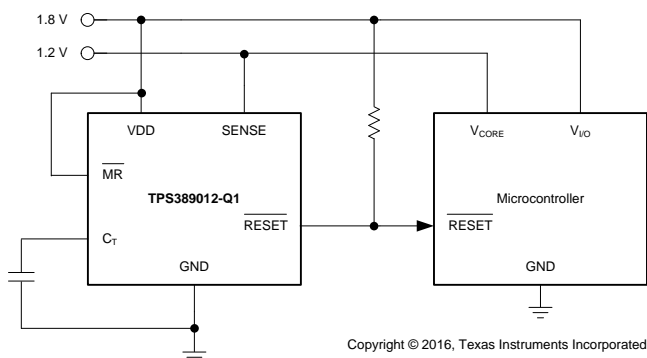 1.8 V
1.2 V
VDD
SENSE
MR
TPS389012-Q1
RESET
CT
GND
VCORE
VI/O
Microcontroller
RESET
GND
Copyright © 2016, Texas Instruments Incorporated